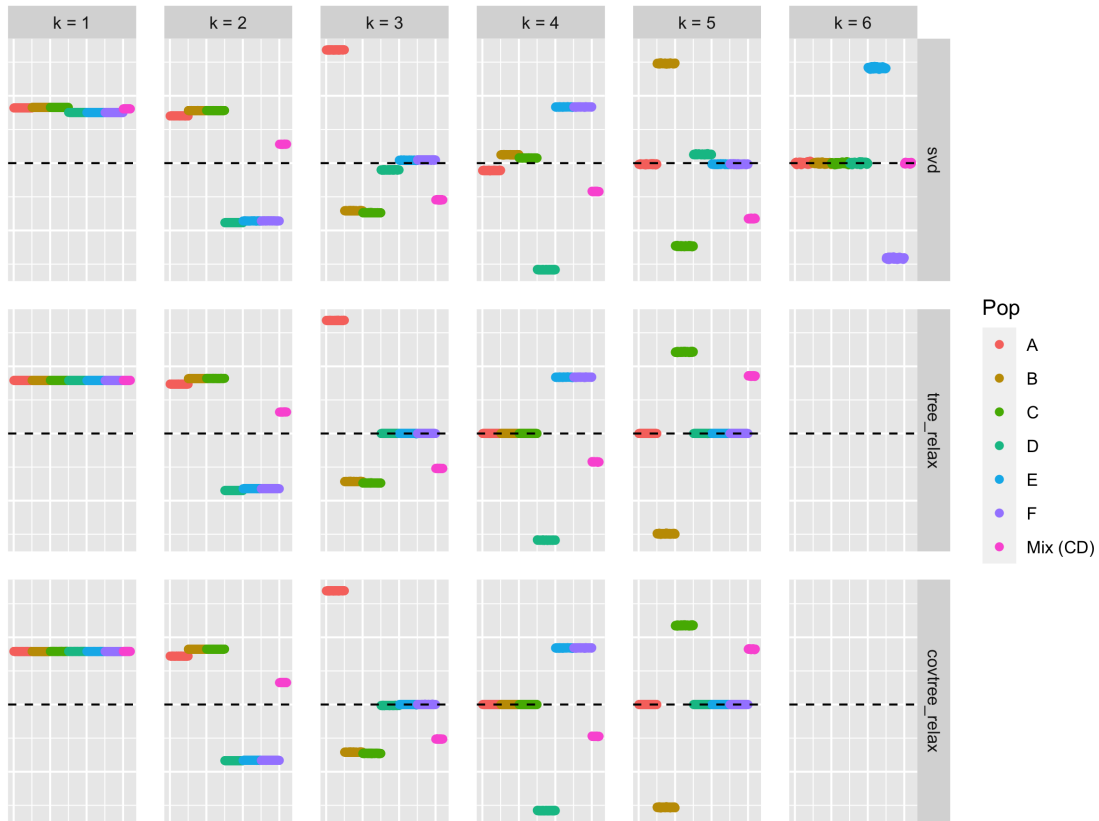 k = 1
k = 2
k = 3
k = 4
k = 5
k = 6
svd
tree_relax
covtree_relax
Pop
A
B
C
D
E
F
Mix (CD)